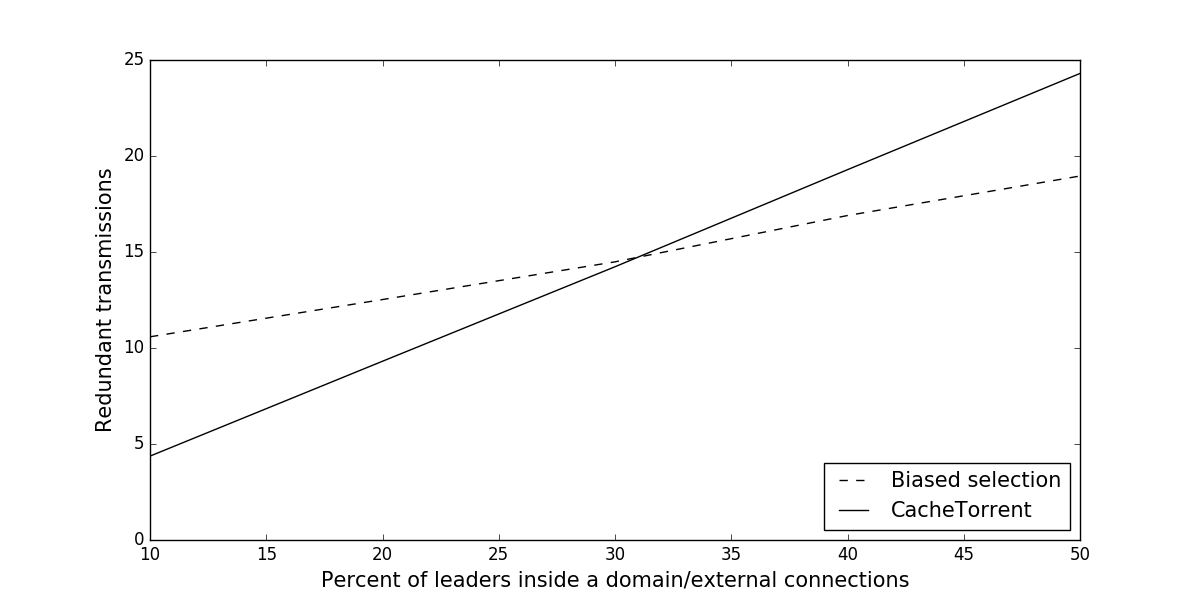 25
20
15
10
5
0
Redundant transmissions
Biased selection
CacheTorrent
10 15 20 25 30 35 40 45 50
Percent of leaders inside a domain/external connections